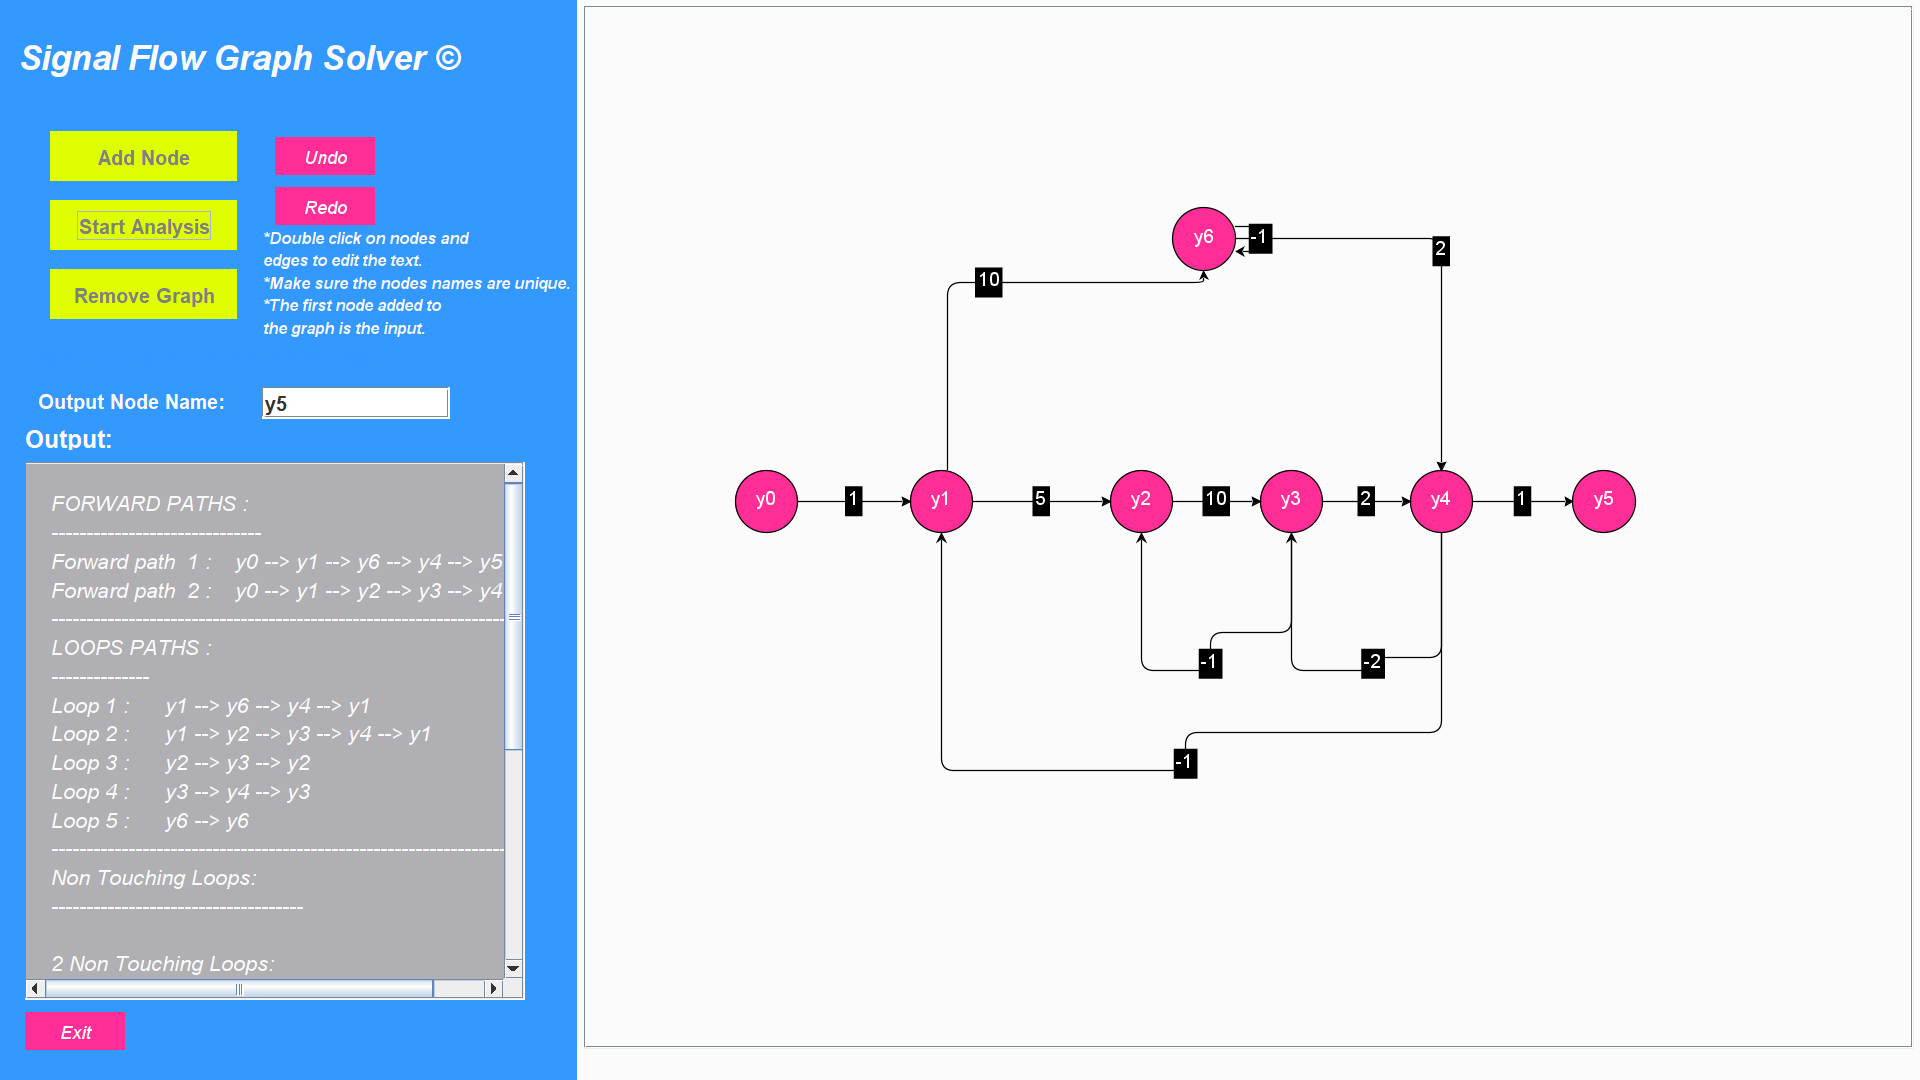 Signal Flow Graph Solver ©
Add Node
Undo
Start Analysis
Redo
*Double click on nodes and
edges to edit the text.
*Make sure the nodes names are unique.
*The first node added to
the graph is the input.
Remove Graph
Output Node Name:
y5
Output:
FORWARD PATHS :
------------------------------
Forward path 1 : y0 --> y1 --> y6 --> y4 --> y5
Forward path 2 : y0 --> y1 --> y2 --> y3 --> y4
-----------------------------------------------------------------
LOOPS PATHS :
--------------
Loop 1 : y1 --> y6 --> y4 --> y1
Loop 2 : y1 --> y2 --> y3 --> y4 --> y1
Loop 3 : y2 --> y3 --> y2
Loop 4 : y3 --> y4 --> y3
Loop 5 : y6 --> y6
-----------------------------------------------------------------
Non Touching Loops:
------------------------------------
2 Non Touching Loops:
Exit
y6
-1
2
10
y0
1
y1
5
y2
10
y3
2
y4
1
y5
-1
-2
-1